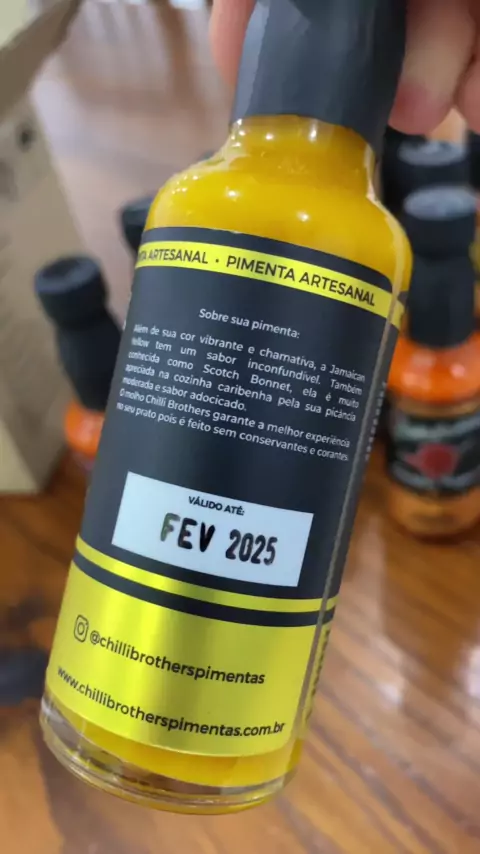 TA ARTESANAL • PIMENTA ARTESANAL
Sobre sua pimenta:
Além de sua cor vibrante e chamativa, a Jamaican
Yellow tem um sabor inconfundível. Também
conhecida como Scotch Bonnet, ela é muito
apreciada na cozinha caribenha pela sua picância
moderada e sabor adocicado.
O molho Chilli Brothers garante a melhor experiência
no seu prato pois é feito sem conservantes e corantes.
VÁLIDO ATÉ:
FEV 2025
@chillibrotherspimentas
www.chillibrotherspimentas.com.br